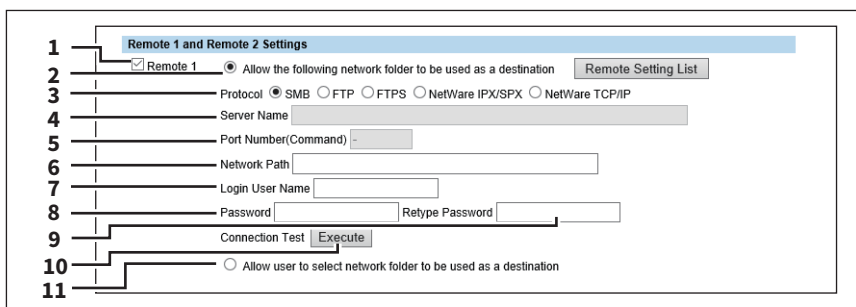 Remote 1 and Remote 2 Settings
1 Remote 1
2 Allow the following network folder to be used as a destination Remote Setting List
3 Protocol SMB FTP FTPS NetWare IPX/SPX NetWare TCP/IP
4 Server Name
5 Port Number(Command) -
6 Network Path
7 Login User Name
8 Password Retype Password
9
Connection Test Execute
10
11 Allow user to select network folder to be used as a destination